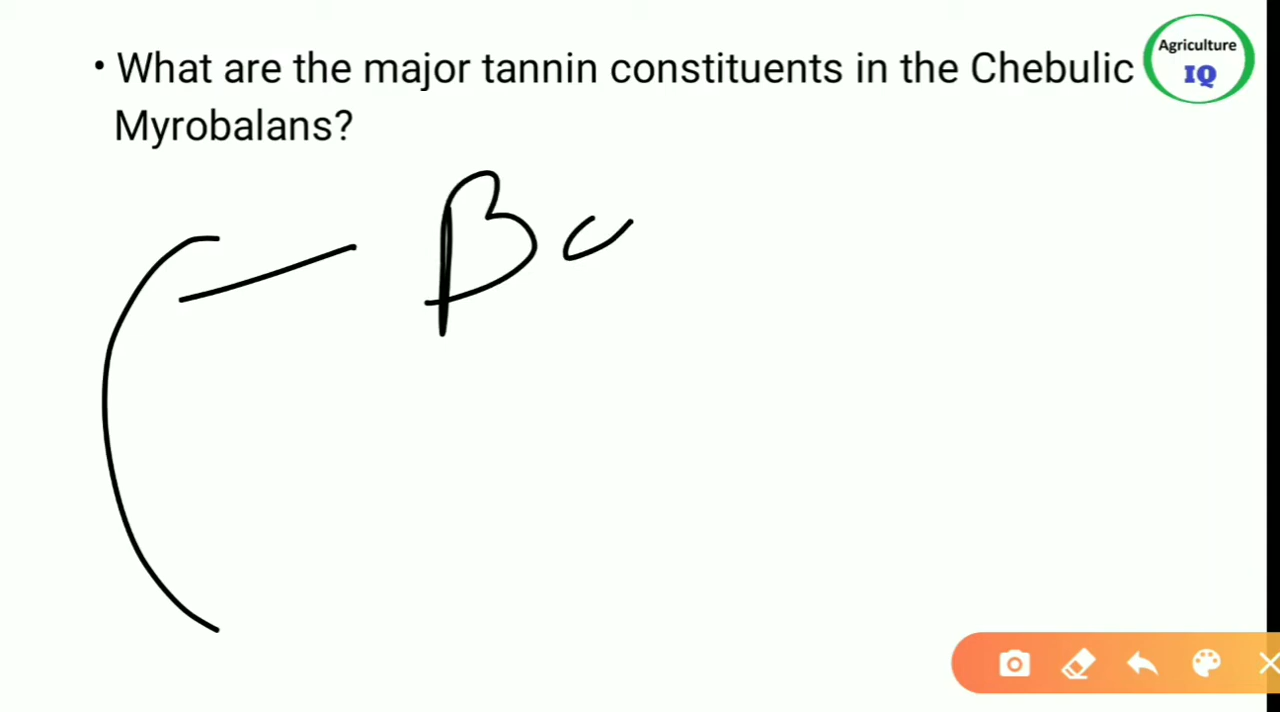 • What are the major tannin constituents in the Chebulic
Myrobalans?
Agriculture
IQ